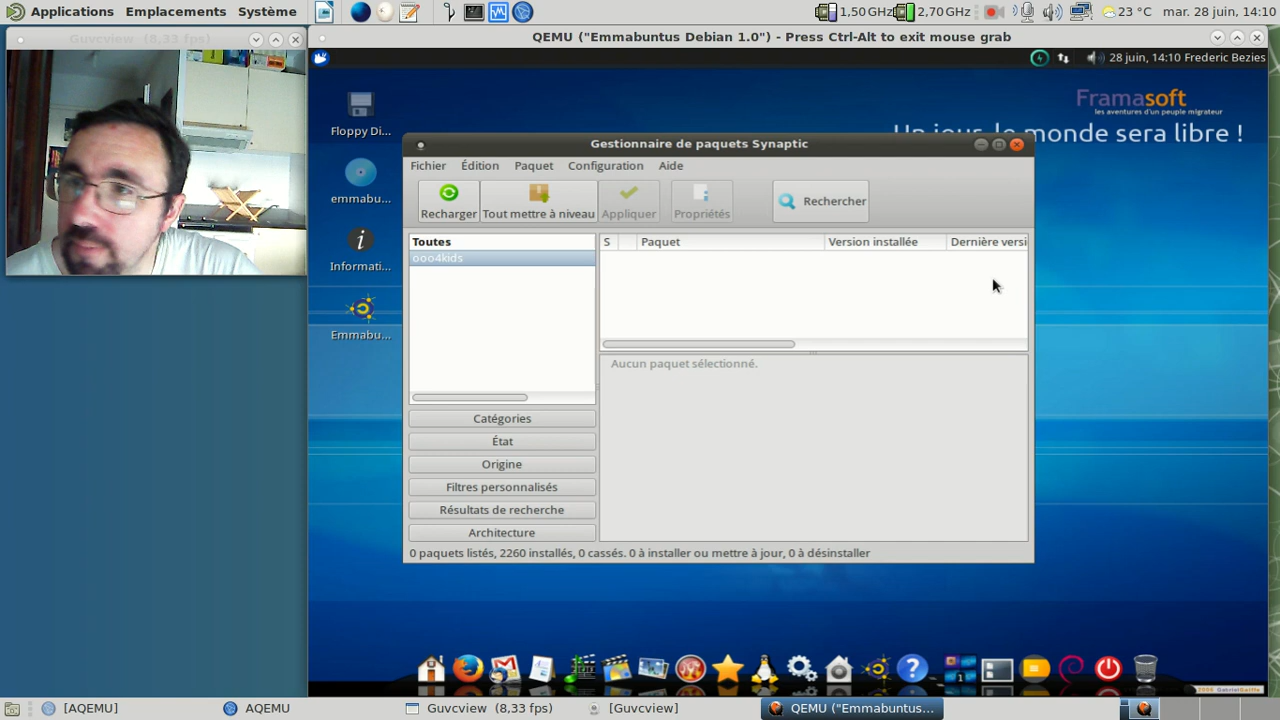 Applications Emplacements Système
1,50 GHz 2,70 GHz 23 °C mar. 28 juin, 14:10
Guvcview (8,33 fps)
QEMU ("Emmabuntus Debian 1.0") - Press Ctrl-Alt to exit mouse grab
28 juin, 14:10 Frederic Bezies
Framasoft
les aventures d'un peuple migrateur
Un jour, le monde sera libre !
Floppy Di...
emmabu...
Informati...
Emmabu...
Gestionnaire de paquets Synaptic
Fichier Édition Paquet Configuration Aide
Recharger Tout mettre à niveau Appliquer Propriétés Rechercher
Toutes
ooo4kids
S Paquet Version installée Dernière versi
Aucun paquet sélectionné.
Catégories
État
Origine
Filtres personnalisés
Résultats de recherche
Architecture
0 paquets listés, 2260 installés, 0 cassés. 0 à installer ou mettre à jour, 0 à désinstaller
[AQEMU] AQEMU Guvcview (8,33 fps) [Guvcview] QEMU ("Emmabuntus...